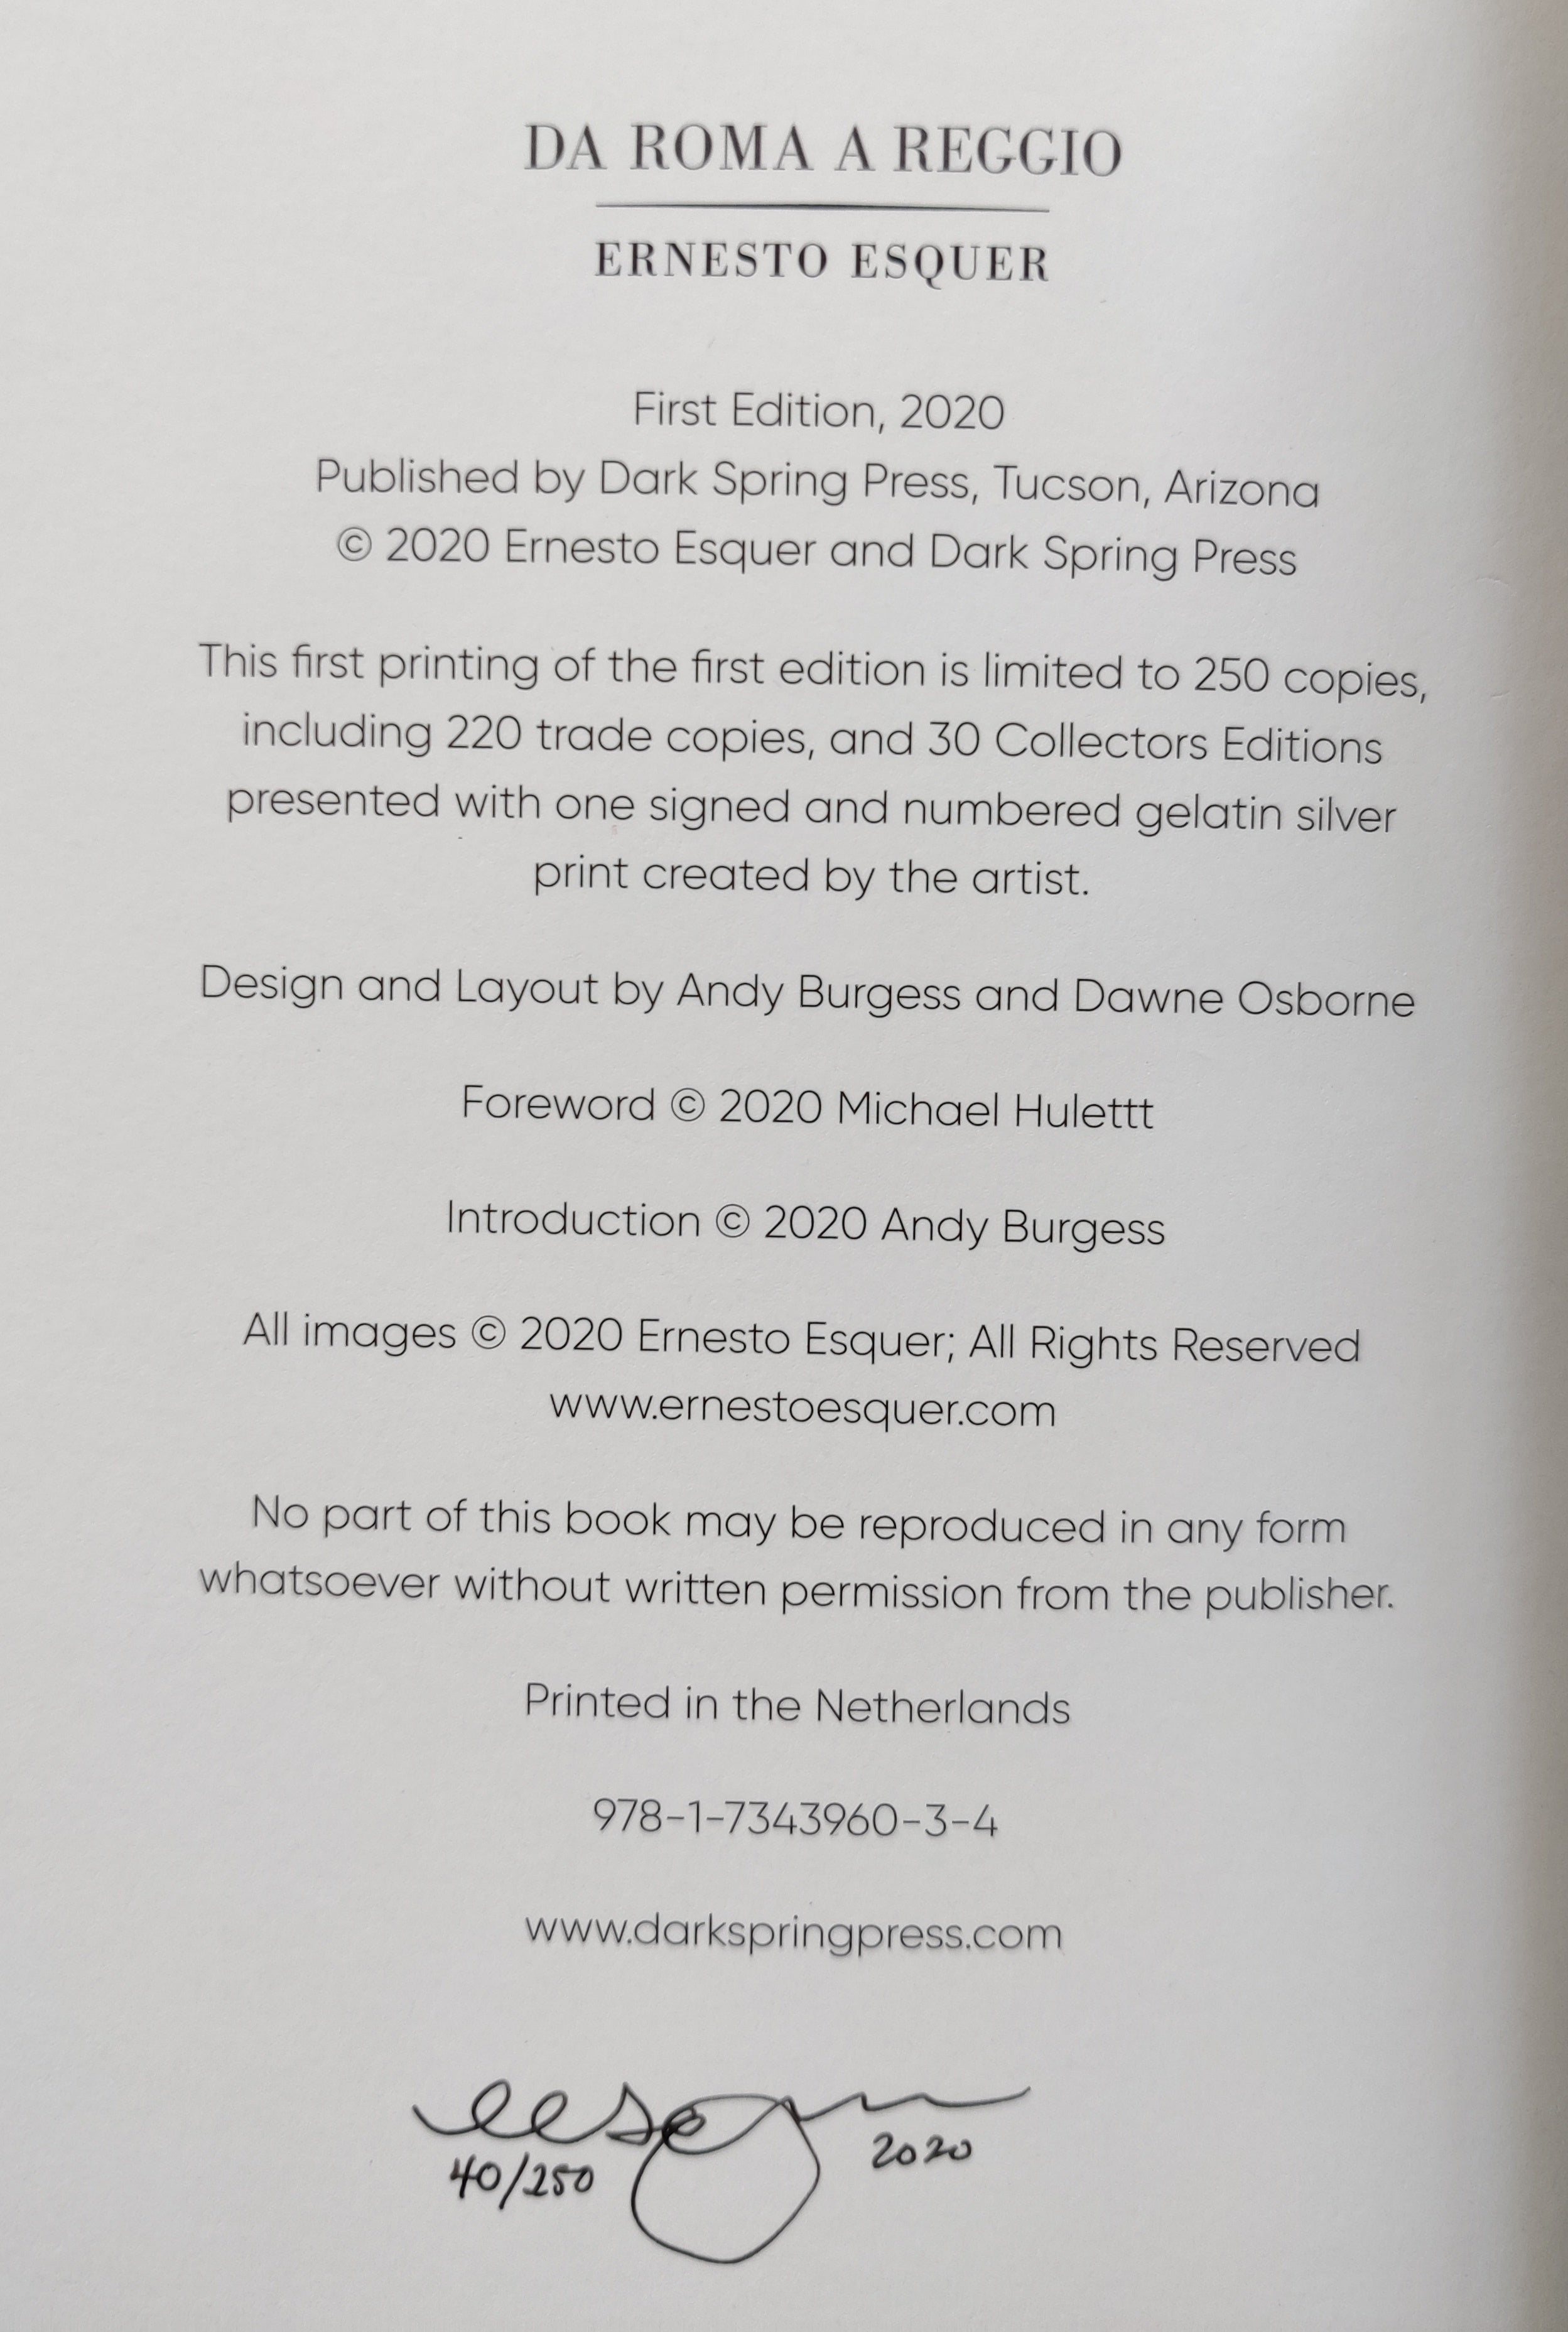 DA ROMA A REGGIO
ERNESTO ESQUER
First Edition, 2020
Published by Dark Spring Press, Tucson, Arizona
© 2020 Ernesto Esquer and Dark Spring Press
This first printing of the first edition is limited to 250 copies,
including 220 trade copies, and 30 Collectors Editions
presented with one signed and numbered gelatin silver
print created by the artist.
Design and Layout by Andy Burgess and Dawne Osborne
Foreword © 2020 Michael Hulettt
Introduction © 2020 Andy Burgess
All images © 2020 Ernesto Esquer; All Rights Reserved
www.ernestoesquer.com
No part of this book may be reproduced in any form
whatsoever without written permission from the publisher.
Printed in the Netherlands
978-1-7343960-3-4
www.darkspringpress.com
40/250 2020